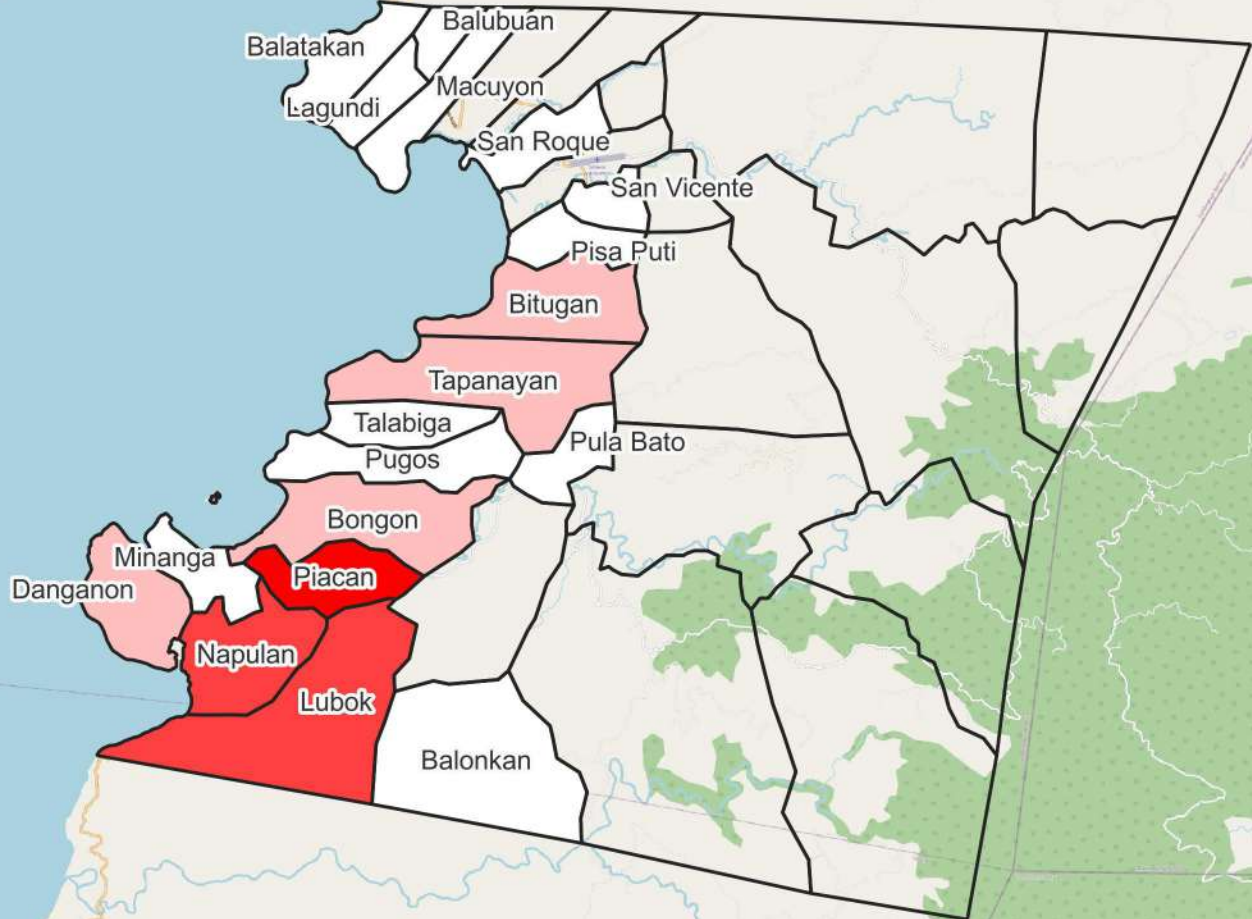 Balubuan
Balatakan
Macuyon
Lagundi
San Roque
San Vicente
Pisa Puti
Bitugan
Tapanayan
Talabiga
Pula Bato
Pugos
Bongon
Minanga
Piacan
Danganon
Napulan
Lubok
Balonkan